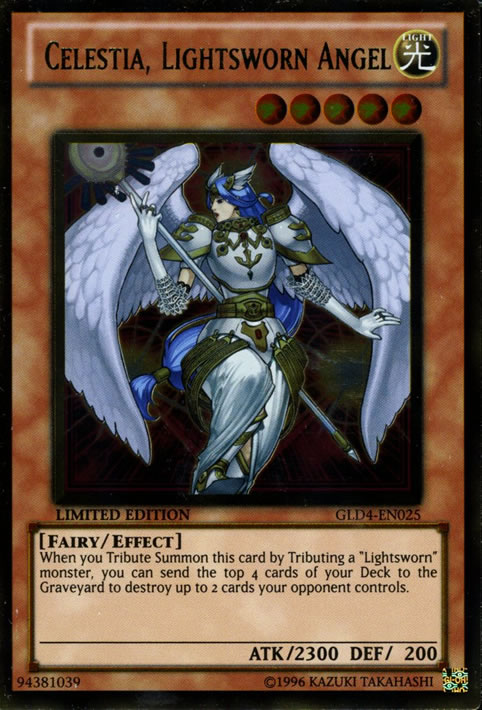 CELESTIA, LIGHTSWORN ANGEL
LIGHT
光
LIMITED EDITION GLD4-EN025
[FAIRY/EFFECT]
When you Tribute Summon this card by Tributing a "Lightsworn"
monster, you can send the top 4 cards of your Deck to the
Graveyard to destroy up to 2 cards your opponent controls.
ATK/2300 DEF/ 200
94381039 ©1996 KAZUKI TAKAHASHI